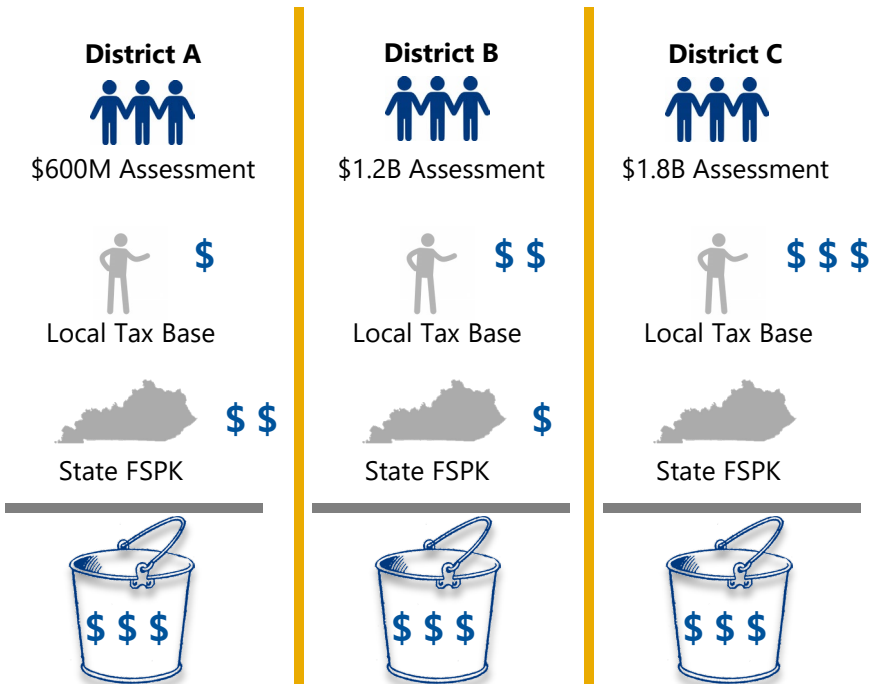 District A
$600M Assessment
$
Local Tax Base
$ $
State FSPK
$ $ $
District B
$1.2B Assessment
$ $
Local Tax Base
$
State FSPK
$ $ $
District C
$1.8B Assessment
$ $ $
Local Tax Base
State FSPK
$ $ $